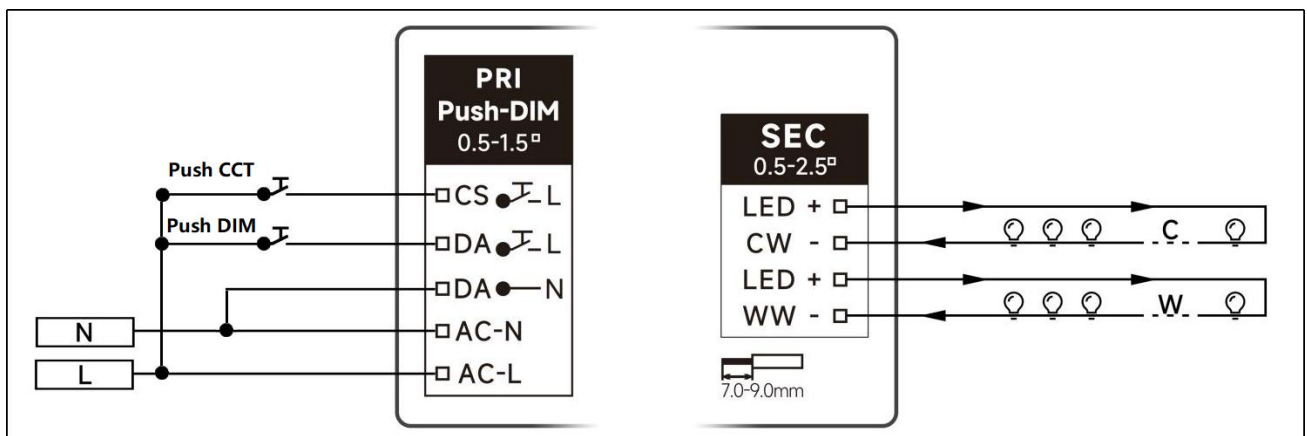 PRI
Push-DIM
0.5-1.5▫
Push CCT
CS L
Push DIM
DA L
DA N
N
AC-N
L
AC-L
SEC
0.5-2.5▫
LED +
CW - C
LED +
WW - W
7.0-9.0mm